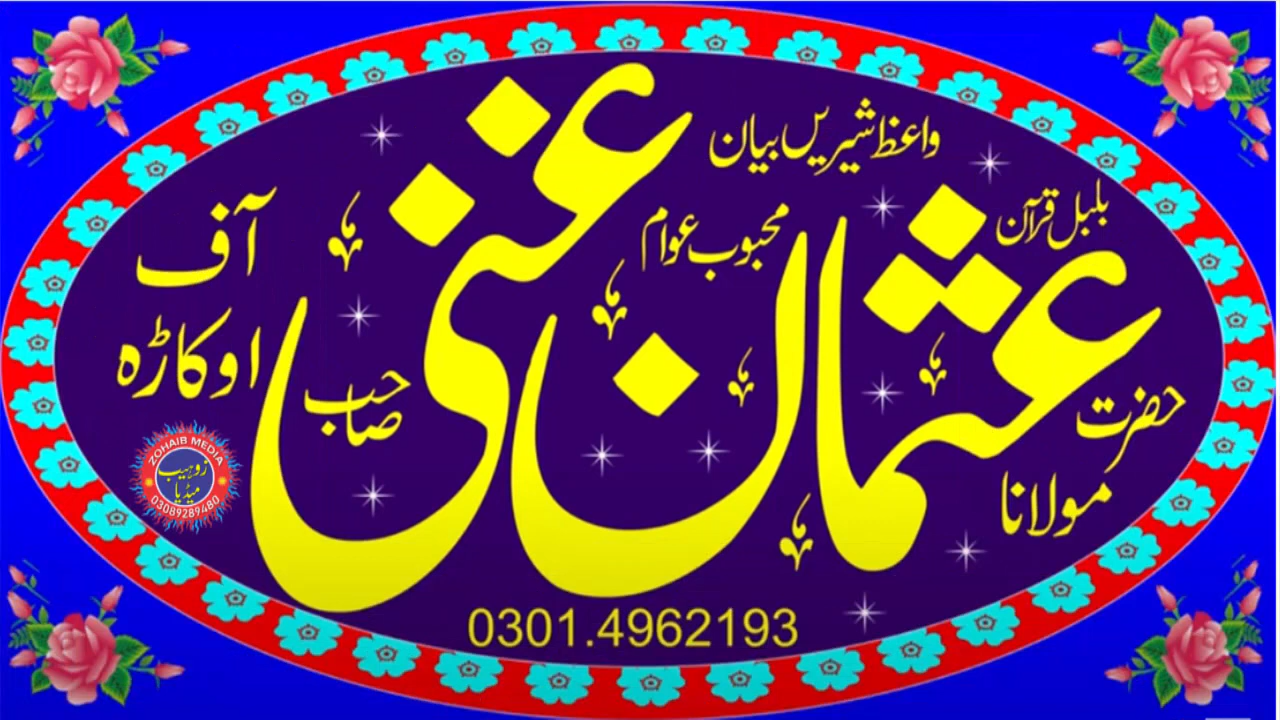 واعظ شیریں بیان
بلبل قرآن
محبوب عوام
حضرت
مولانا
عثمان غنی
صاحب
آف
اوکاڑہ
ZOHAIB MEDIA
زوہیب
میڈیا
03089289480
0301.4962193